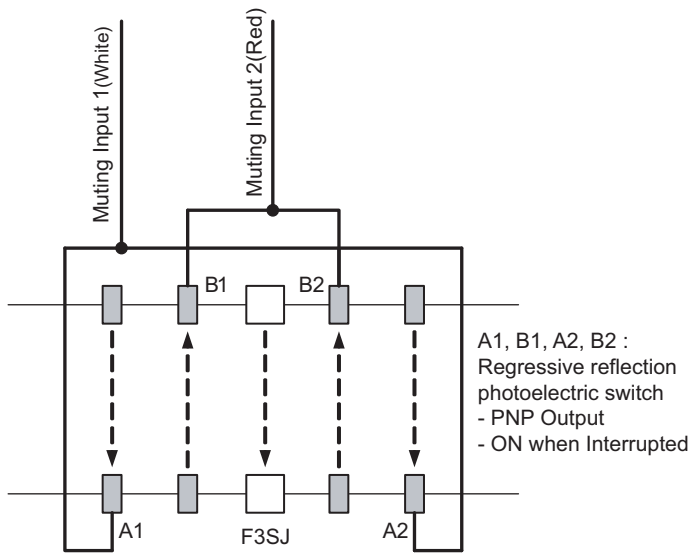 Muting Input 1(White)
Muting Input 2(Red)
B1
B2
A1, B1, A2, B2 :
Regressive reflection
photoelectric switch
- PNP Output
- ON when Interrupted
A1
F3SJ
A2